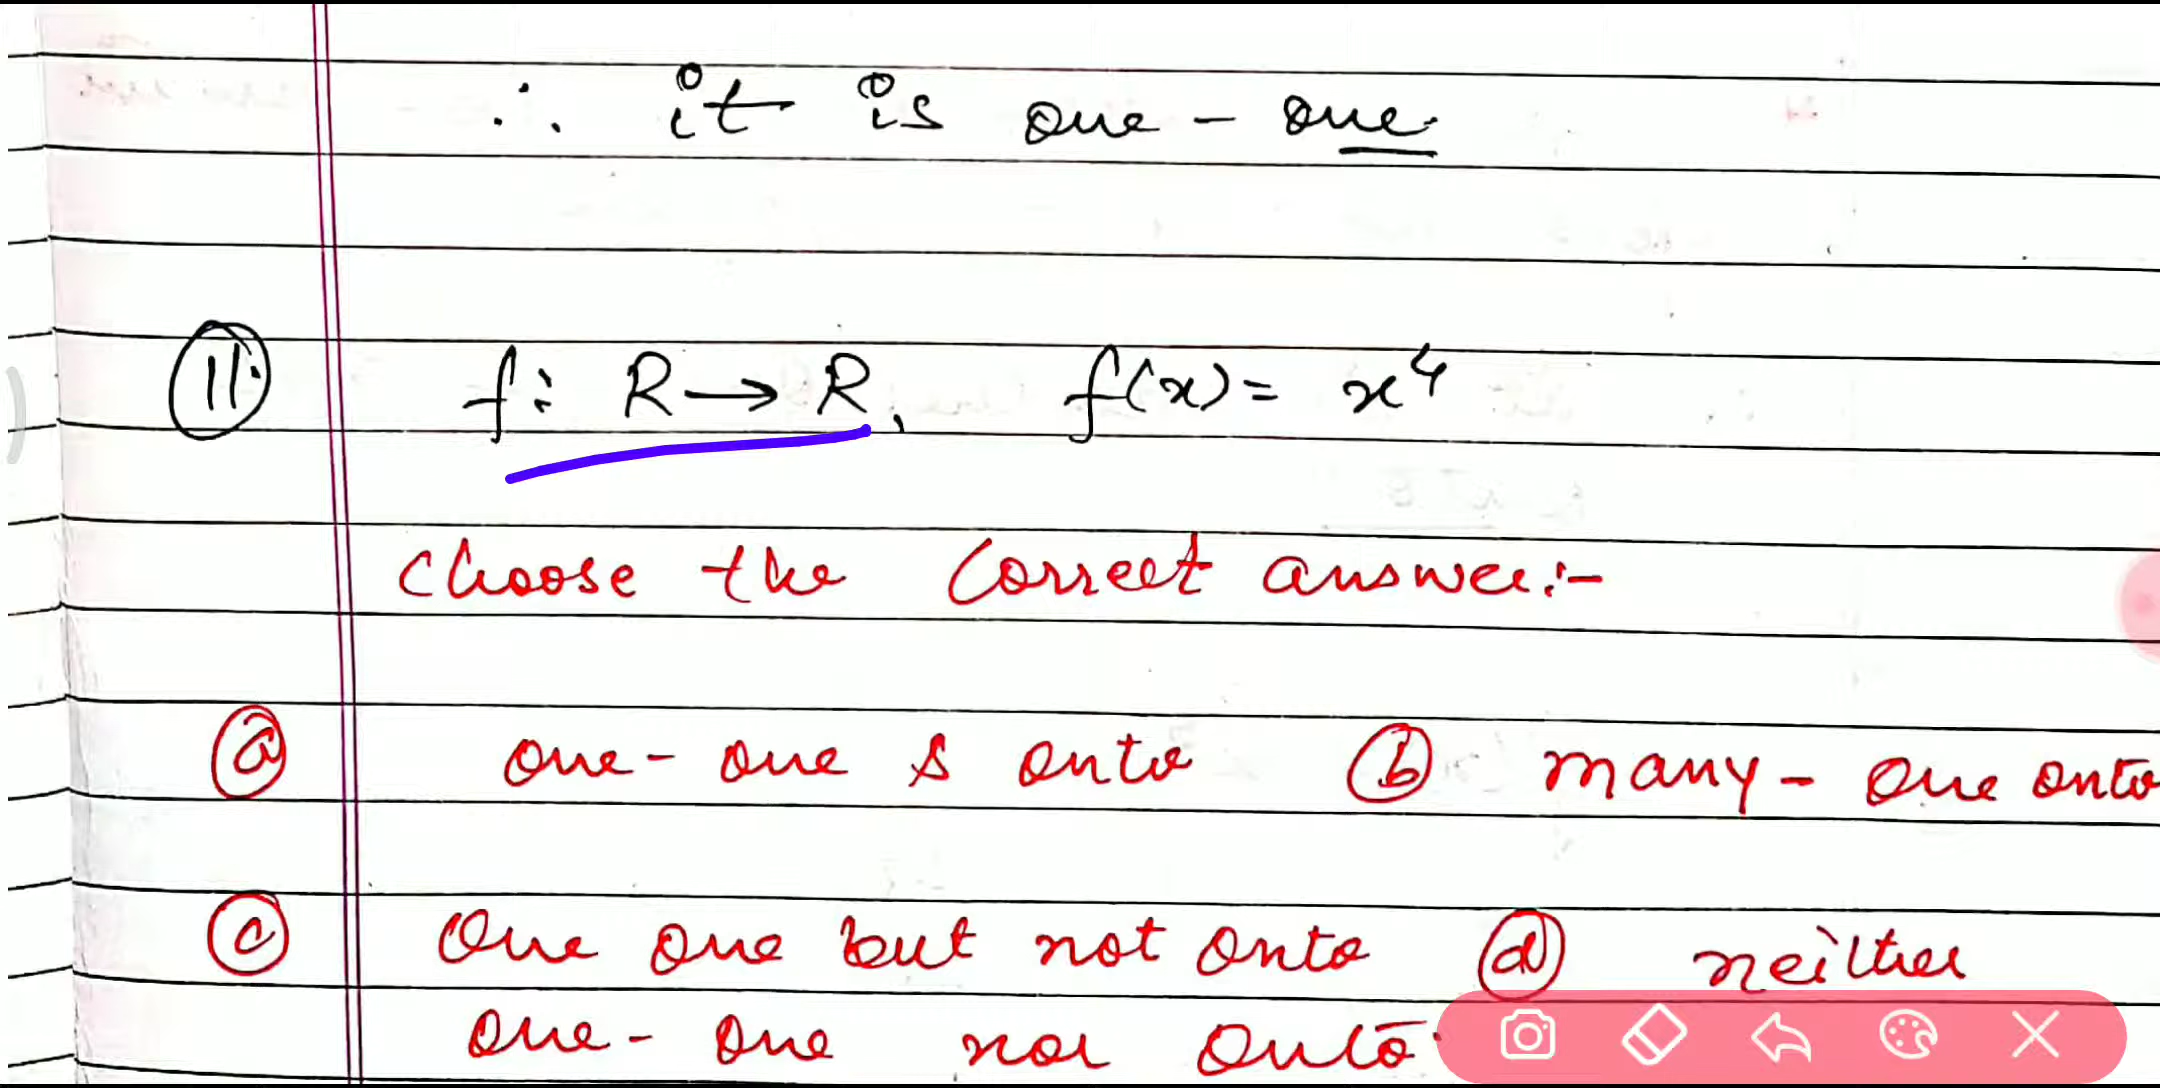 ∴ it is one - one.
11. f: R → R, f(x) = x⁴
choose the Correct answer:-
(a) one - one & onto (b) many - one onto
(c) One one but not onto (d) neither
one - one nor onto.